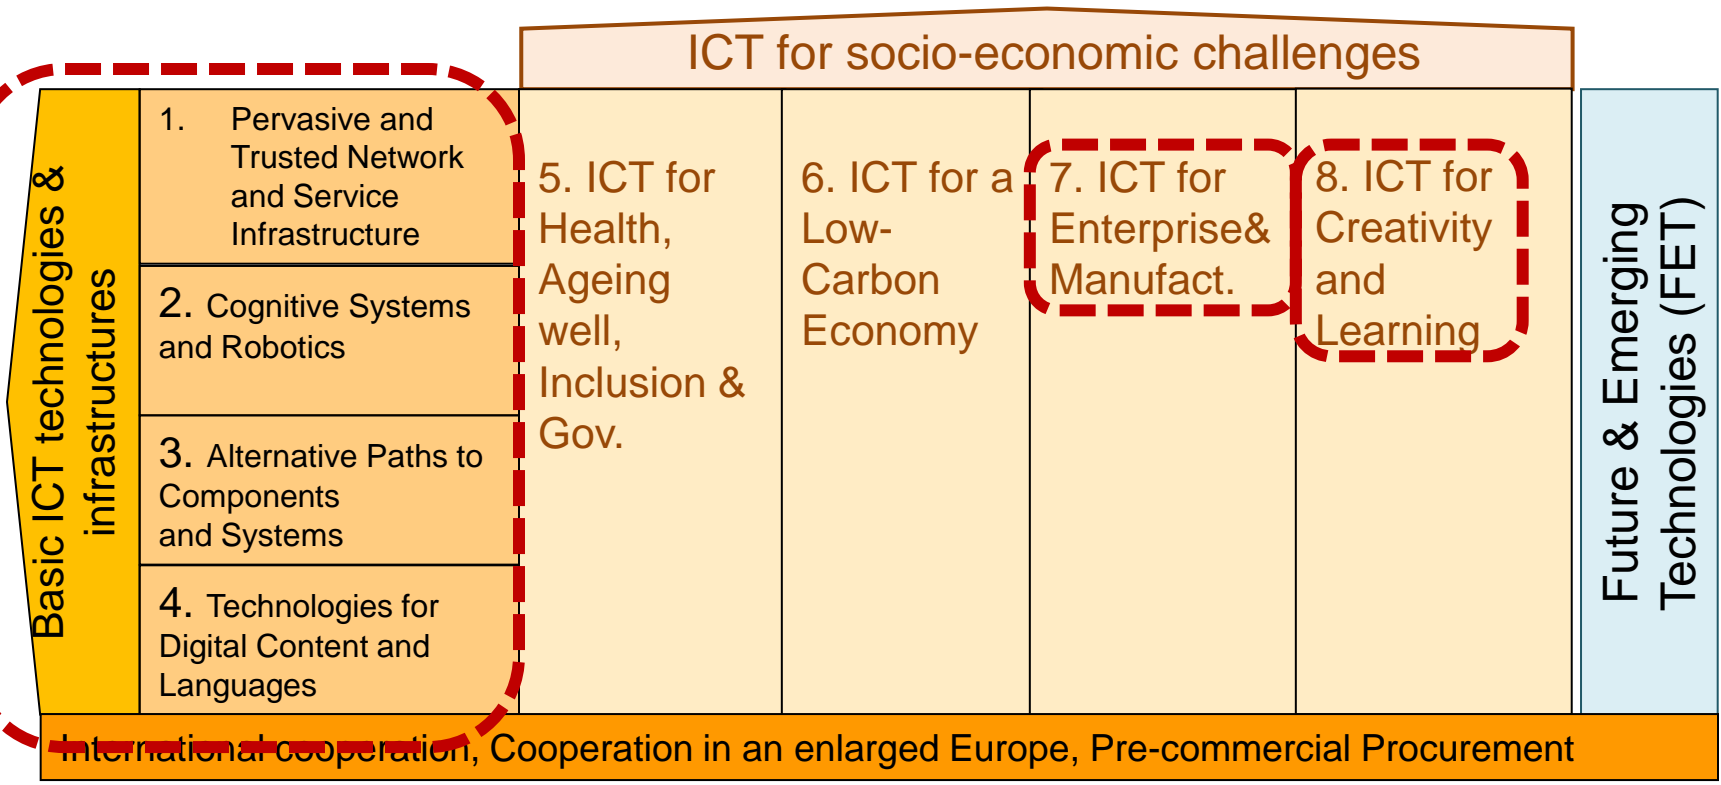 ICT for socio-economic challenges
Basic ICT technologies &
infrastructures
1. Pervasive and
Trusted Network
and Service
Infrastructure
2. Cognitive Systems
and Robotics
3. Alternative Paths to
Components
and Systems
4. Technologies for
Digital Content and
Languages
5. ICT for
Health,
Ageing
well,
Inclusion &
Gov.
6. ICT for a
Low-
Carbon
Economy
7. ICT for
Enterprise&
Manufact.
8. ICT for
Creativity
and
Learning
Future & Emerging
Technologies (FET)
International cooperation, Cooperation in an enlarged Europe, Pre-commercial Procurement